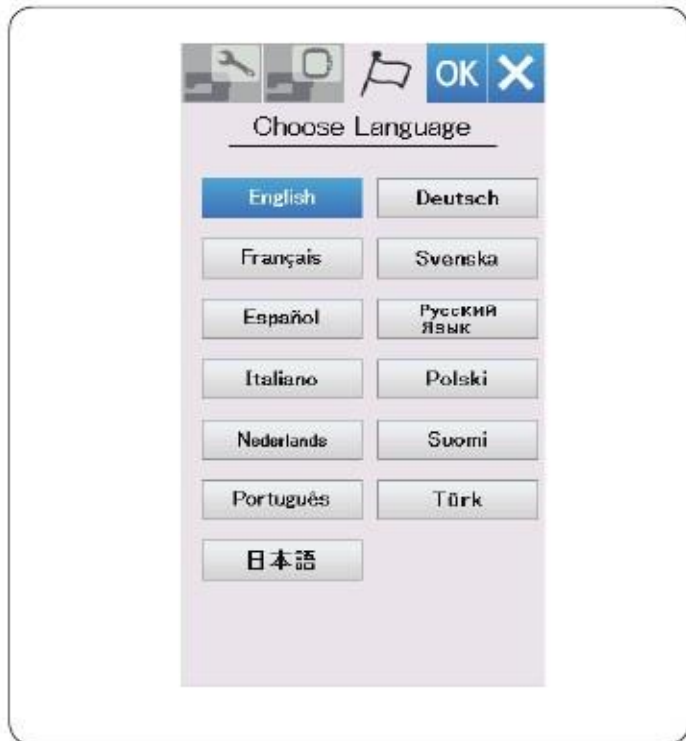 OK
Choose Language
English
Deutsch
Français
Svenska
Español
Русский
Язык
Italiano
Polski
Nederlands
Suomi
Português
Türk
日本語